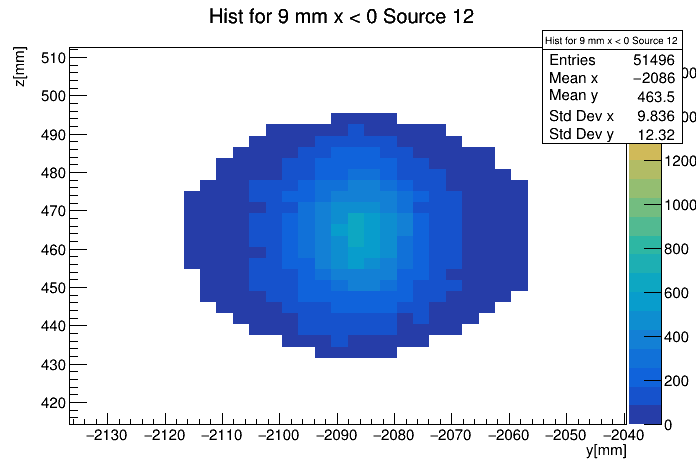 Hist for 9 mm x < 0 Source 12
z[mm]
510
500
490
480
470
460
450
440
430
420
Hist for 9 mm x < 0 Source 12
Entries 51496
Mean x −2086
Mean y 463.5
Std Dev x 9.836
Std Dev y 12.32
1200
1000
800
600
400
200
0
−2130 −2120 −2110 −2100 −2090 −2080 −2070 −2060 −2050 −2040
y[mm]